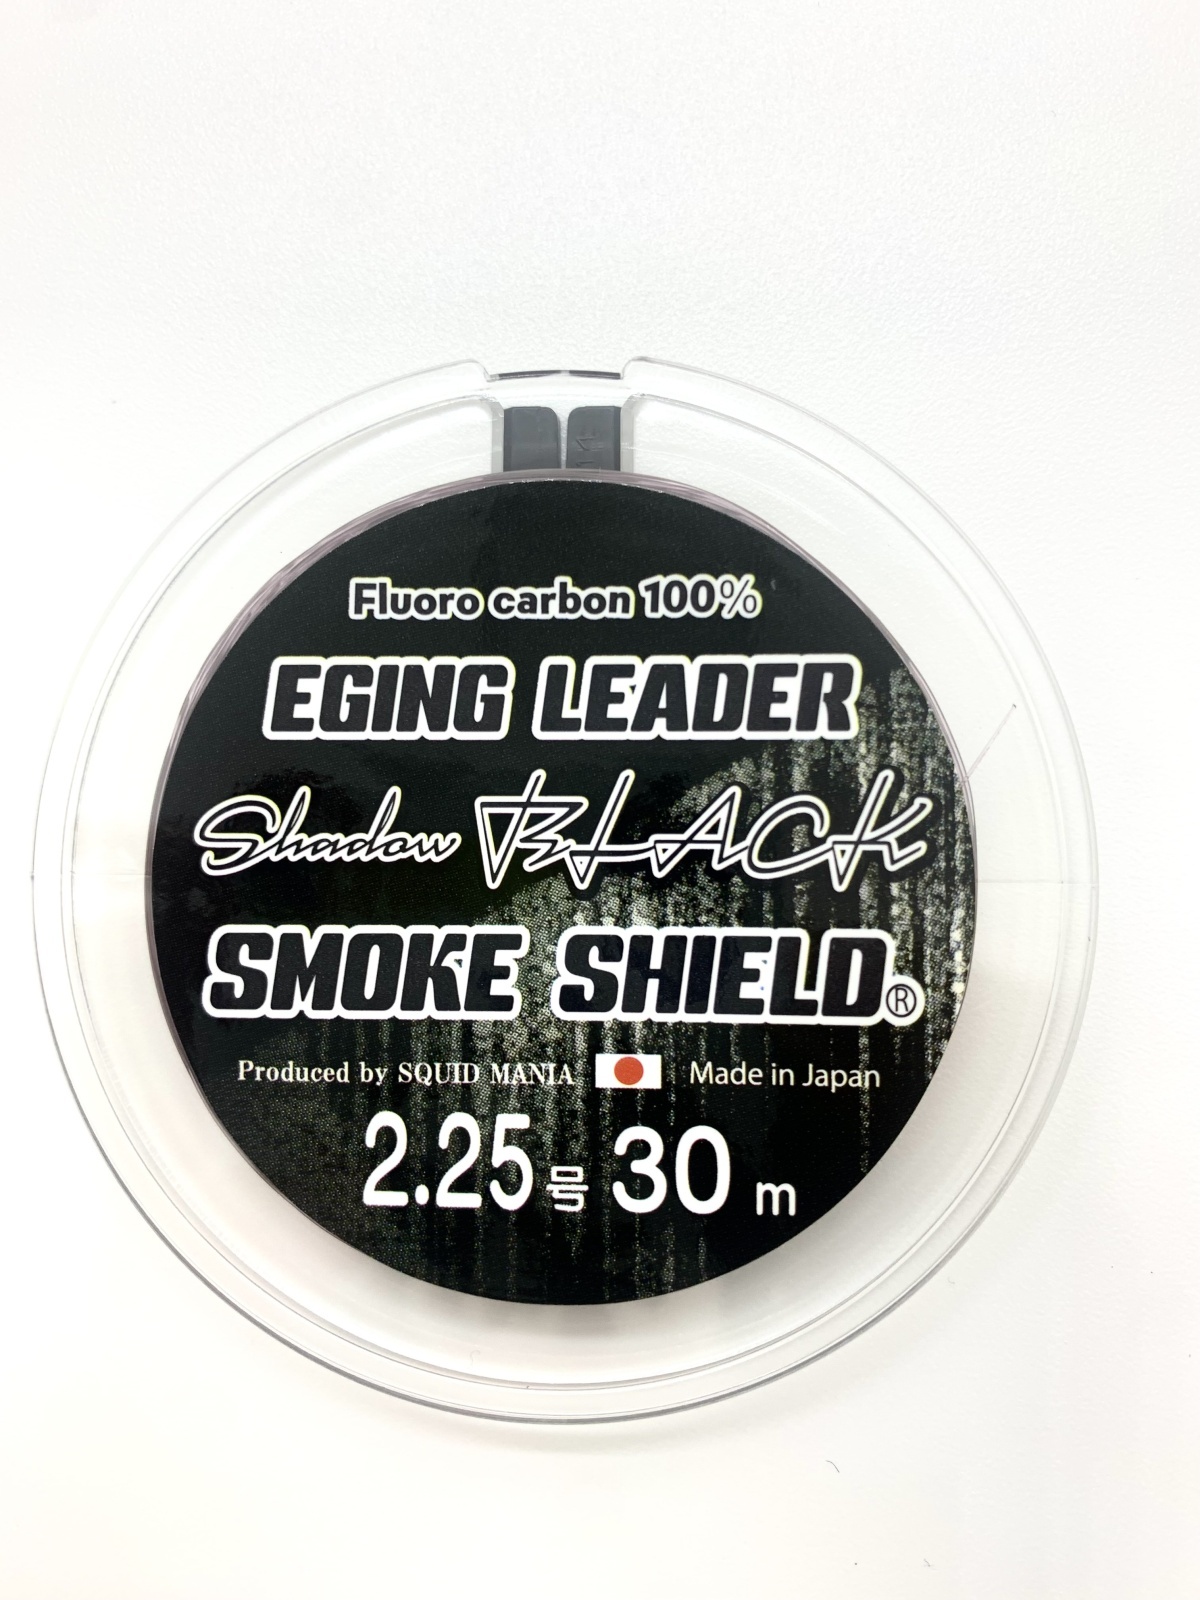 Fluoro carbon 100%
EGING LEADER
Shadow BLACK
SMOKE SHIELD®
Produced by SQUID MANIA Made in Japan
2.25号 30 m